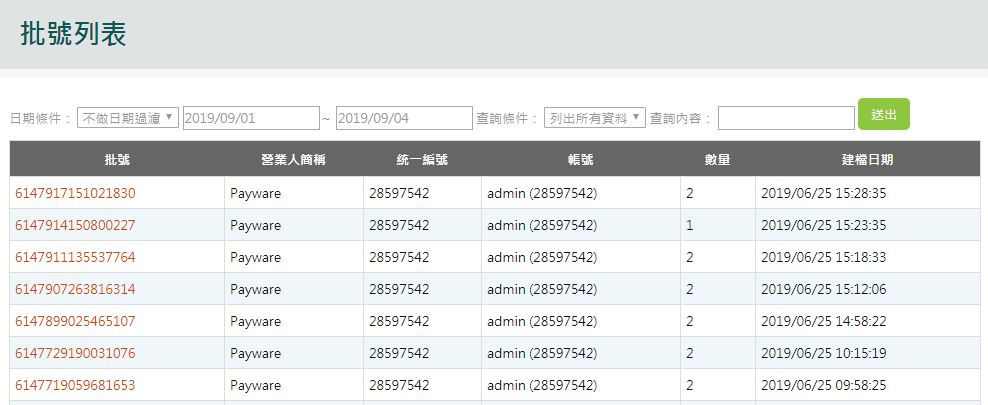 批號列表
日期條件： 不做日期過濾 2019/09/01 ~ 2019/09/04 查詢條件： 列出所有資料 查詢內容： 送出
批號 營業人簡稱 統一編號 帳號 數量 建檔日期
6147917151021830 Payware 28597542 admin (28597542) 2 2019/06/25 15:28:35
6147914150800227 Payware 28597542 admin (28597542) 1 2019/06/25 15:23:35
6147911135537764 Payware 28597542 admin (28597542) 2 2019/06/25 15:18:33
6147907263816314 Payware 28597542 admin (28597542) 2 2019/06/25 15:12:06
6147899025465107 Payware 28597542 admin (28597542) 2 2019/06/25 14:58:22
6147729190031076 Payware 28597542 admin (28597542) 2 2019/06/25 10:15:19
6147719059681653 Payware 28597542 admin (28597542) 2 2019/06/25 09:58:25